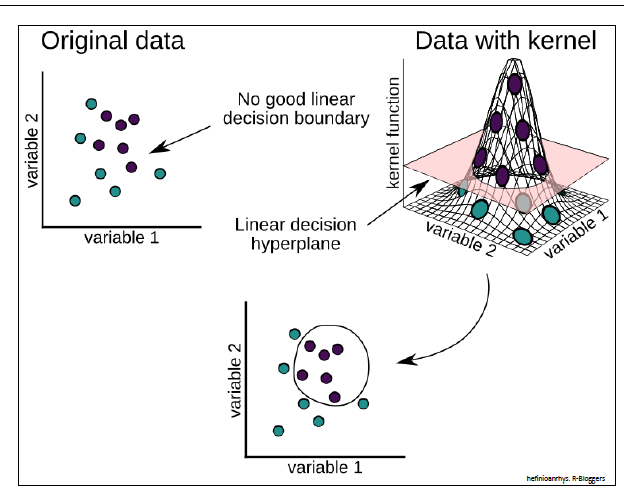 Original data
Data with kernel
variable 2
variable 1
No good linear
decision boundary
kernel function
variable 2
variable 1
Linear decision
hyperplane
variable 2
variable 1
hefinioanrhys. R-Bloggers